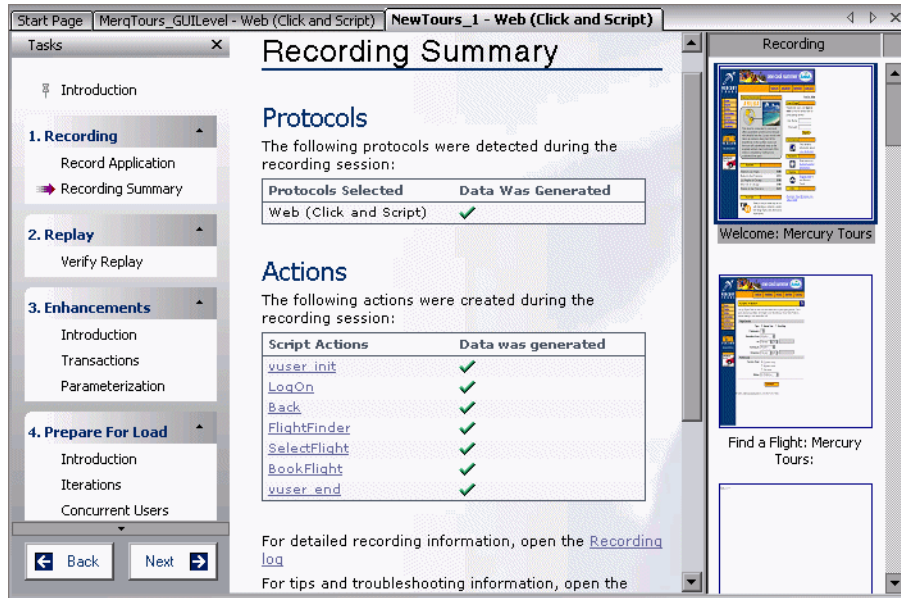 Start Page
MerqTours_GUILevel - Web (Click and Script)
NewTours_1 - Web (Click and Script)
Tasks
Introduction
1. Recording
Record Application
Recording Summary
2. Replay
Verify Replay
3. Enhancements
Introduction
Transactions
Parameterization
4. Prepare For Load
Introduction
Iterations
Concurrent Users
Back
Next
Recording Summary
Protocols
The following protocols were detected during the
recording session:
Protocols Selected Data Was Generated
Web (Click and Script)
Actions
The following actions were created during the
recording session:
Script Actions Data was generated
vuser_init
LogOn
Back
FlightFinder
SelectFlight
BookFlight
vuser_end
For detailed recording information, open the Recording
log
For tips and troubleshooting information, open the
Recording
Welcome: Mercury Tours
Find a Flight: Mercury
Tours: